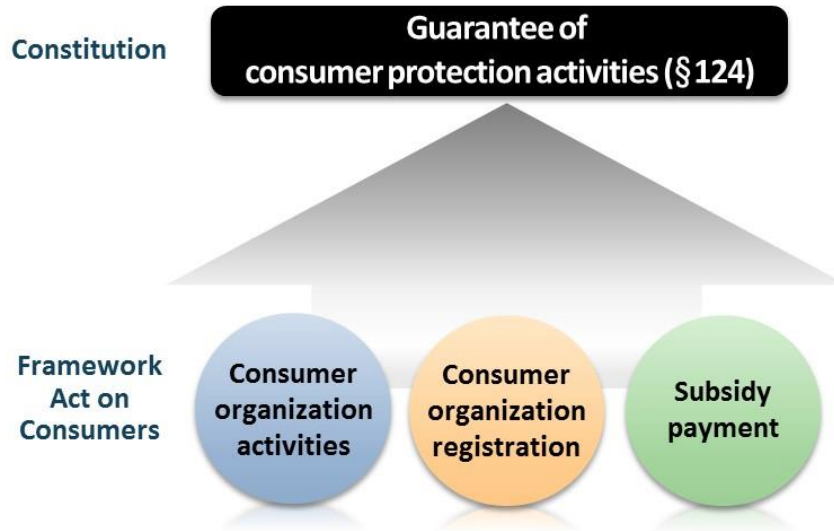 Constitution
Guarantee of
consumer protection activities (§124)
Framework
Act on
Consumers
Consumer
organization
activities
Consumer
organization
registration
Subsidy
payment